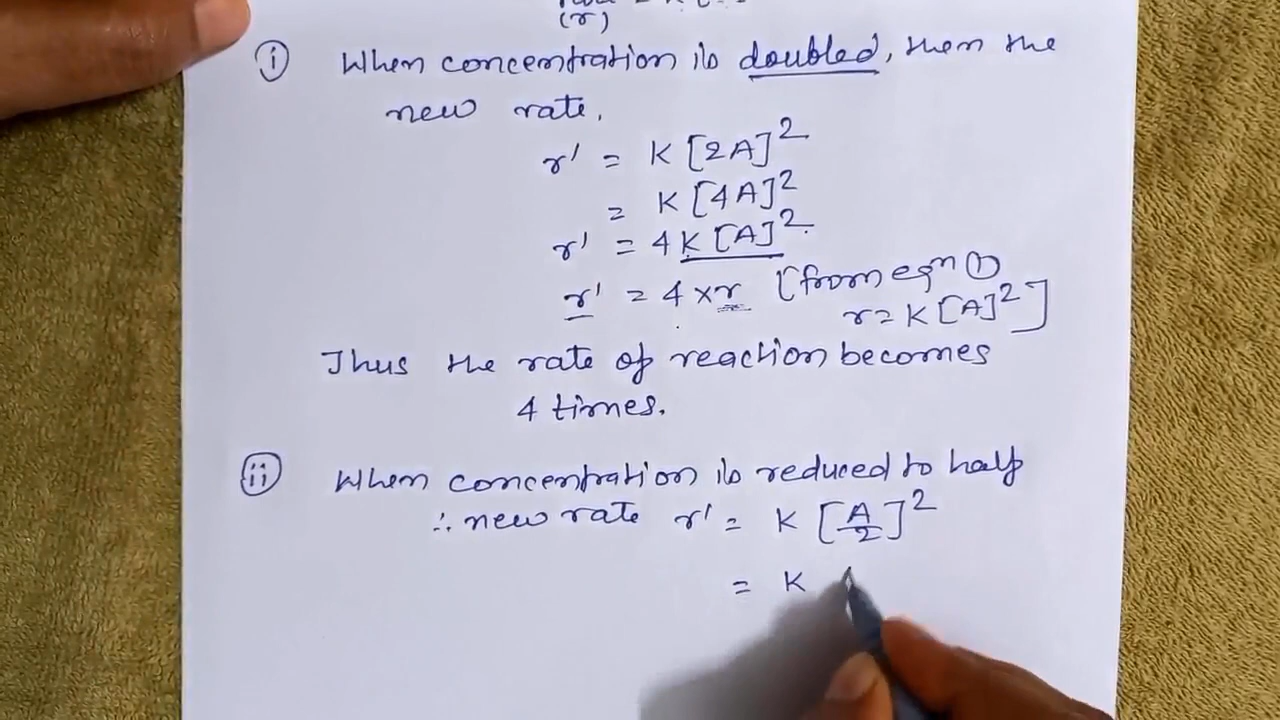 (r)
(i) When concentration is doubled, then the
new rate,
r' = K [2A]²
= K [4A]²
r' = 4 K [A]².
r' = 4 × r [from eqn (1)
r = K [A]²]
Thus the rate of reaction becomes
4 times.
(ii) When concentration is reduced to half
∴ new rate r' = K [A/2]²
= K